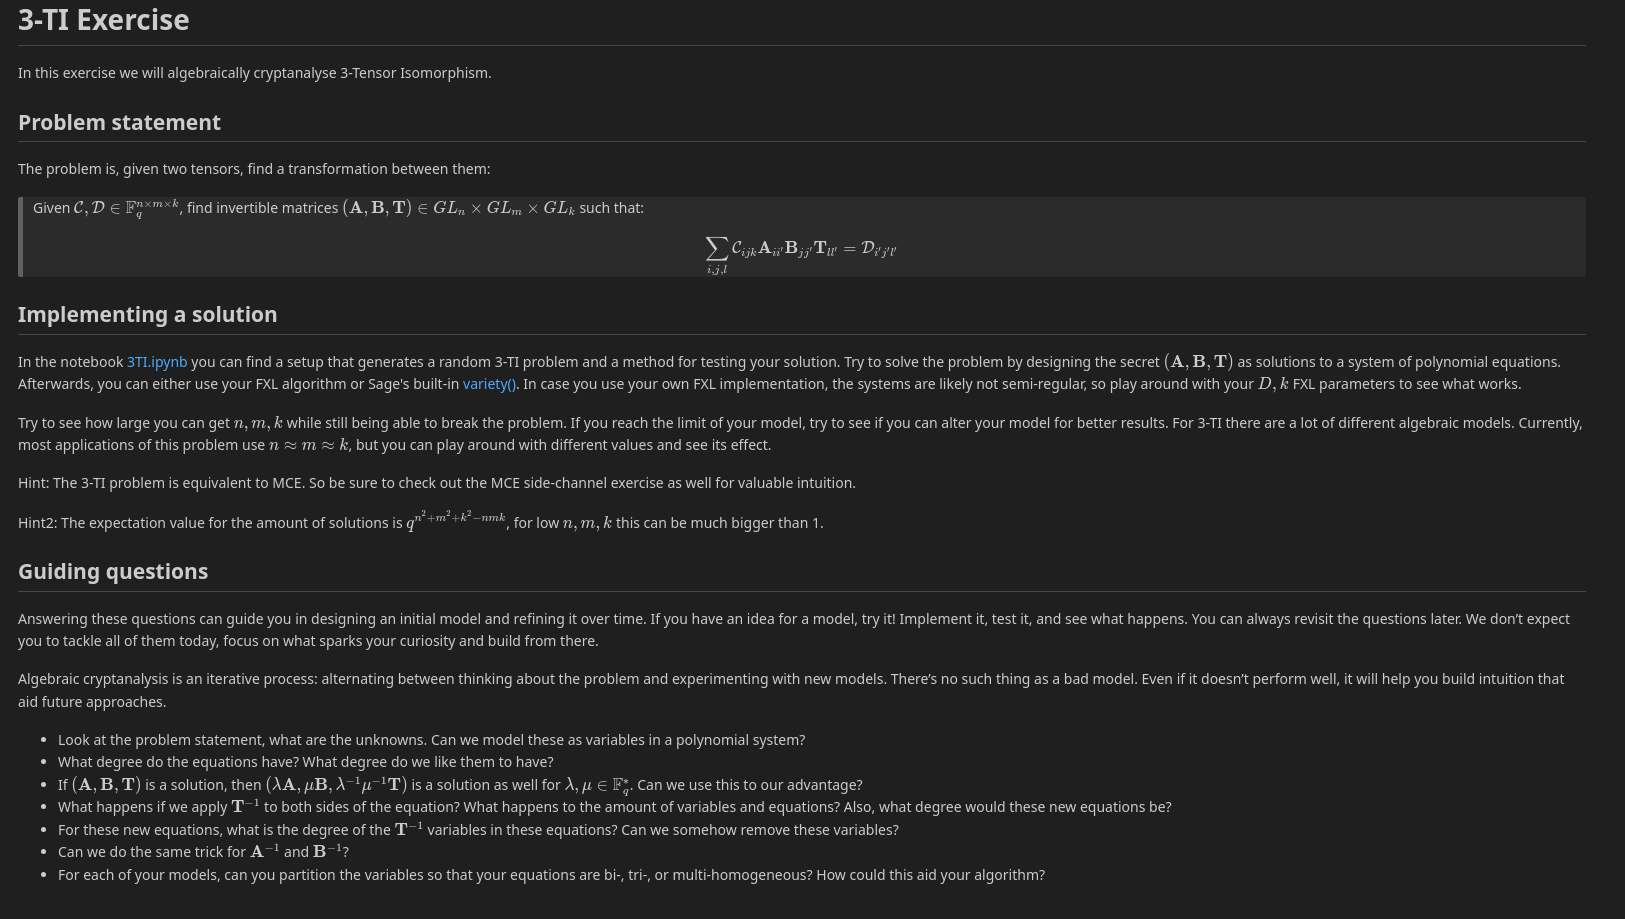 3-TI Exercise
In this exercise we will algebraically cryptanalyse 3-Tensor Isomorphism.
Problem statement
The problem is, given two tensors, find a transformation between them:
Given $\mathcal{C}, \mathcal{D} \in \mathbb{F}_q^{n \times m \times k}$, find invertible matrices $(\mathbf{A}, \mathbf{B}, \mathbf{T}) \in GL_n \times GL_m \times GL_k$ such that:
$\sum_{i,j,l} \mathcal{C}_{ijk} \mathbf{A}_{ii'} \mathbf{B}_{jj'} \mathbf{T}_{ll'} = \mathcal{D}_{i'j'l'}$
Implementing a solution
In the notebook 3TI.ipynb you can find a setup that generates a random 3-TI problem and a method for testing your solution. Try to solve the problem by designing the secret $(\mathbf{A}, \mathbf{B}, \mathbf{T})$ as solutions to a system of polynomial equations.
Afterwards, you can either use your FXL algorithm or Sage's built-in variety(). In case you use your own FXL implementation, the systems are likely not semi-regular, so play around with your $D, k$ FXL parameters to see what works.
Try to see how large you can get $n, m, k$ while still being able to break the problem. If you reach the limit of your model, try to see if you can alter your model for better results. For 3-TI there are a lot of different algebraic models. Currently,
most applications of this problem use $n \approx m \approx k$, but you can play around with different values and see its effect.
Hint: The 3-TI problem is equivalent to MCE. So be sure to check out the MCE side-channel exercise as well for valuable intuition.
Hint2: The expectation value for the amount of solutions is $q^{n^2+m^2+k^2-nmk}$, for low $n, m, k$ this can be much bigger than 1.
Guiding questions
Answering these questions can guide you in designing an initial model and refining it over time. If you have an idea for a model, try it! Implement it, test it, and see what happens. You can always revisit the questions later. We don't expect
you to tackle all of them today, focus on what sparks your curiosity and build from there.
Algebraic cryptanalysis is an iterative process: alternating between thinking about the problem and experimenting with new models. There's no such thing as a bad model. Even if it doesn't perform well, it will help you build intuition that
aid future approaches.
• Look at the problem statement, what are the unknowns. Can we model these as variables in a polynomial system?
• What degree do the equations have? What degree do we like them to have?
• If $(\mathbf{A}, \mathbf{B}, \mathbf{T})$ is a solution, then $(\lambda\mathbf{A}, \mu\mathbf{B}, \lambda^{-1}\mu^{-1}\mathbf{T})$ is a solution as well for $\lambda, \mu \in \mathbb{F}_q^*$. Can we use this to our advantage?
• What happens if we apply $\mathbf{T}^{-1}$ to both sides of the equation? What happens to the amount of variables and equations? Also, what degree would these new equations be?
• For these new equations, what is the degree of the $\mathbf{T}^{-1}$ variables in these equations? Can we somehow remove these variables?
• Can we do the same trick for $\mathbf{A}^{-1}$ and $\mathbf{B}^{-1}$?
• For each of your models, can you partition the variables so that your equations are bi-, tri-, or multi-homogeneous? How could this aid your algorithm?